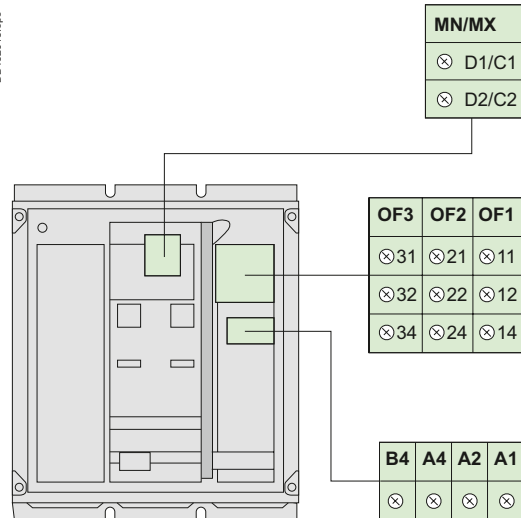 MN/MX
D1/C1
D2/C2
OF3 OF2 OF1
31 21 11
32 22 12
34 24 14
B4 A4 A2 A1